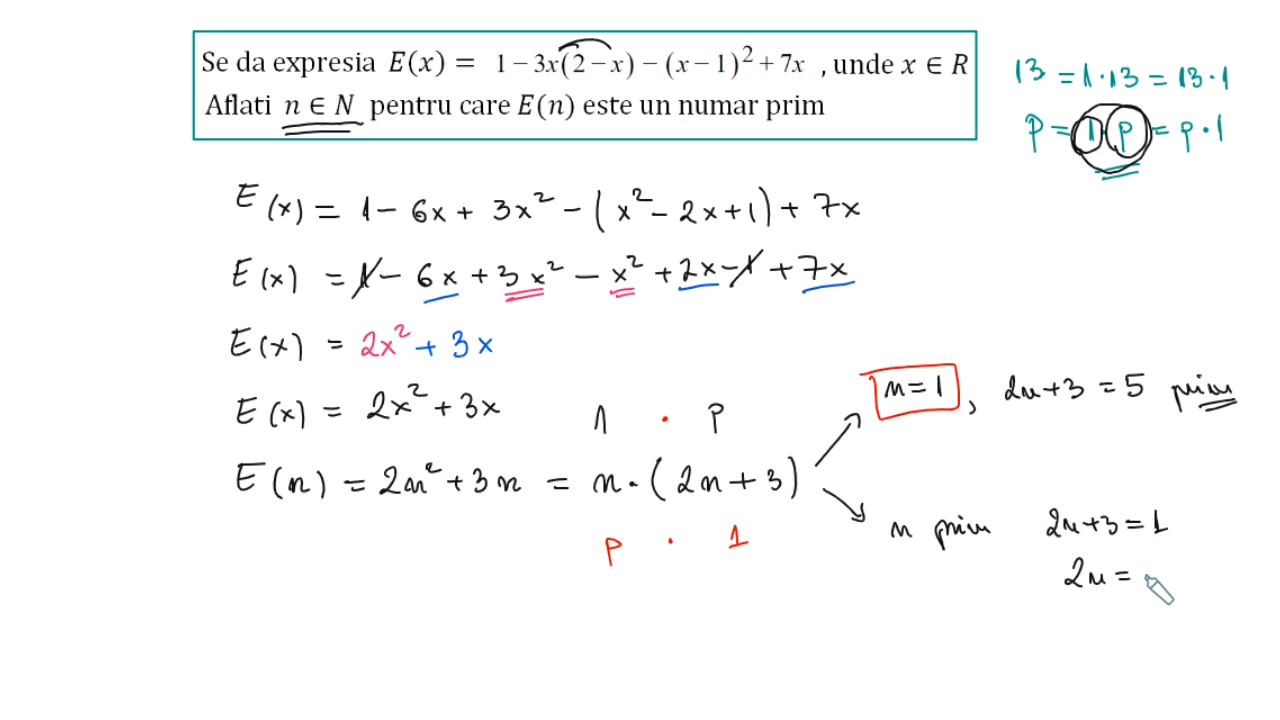 Se da expresia E(x) = 1 − 3x(2 − x) − (x − 1)² + 7x , unde x ∈ R
Aflati n ∈ N pentru care E(n) este un numar prim
13 = 1·13 = 13·1
p = 1 p = p·1
E(x) = 1 − 6x + 3x² − (x² − 2x + 1) + 7x
E(x) = 1 − 6x + 3x² − x² + 2x − 1 + 7x
E(x) = 2x² + 3x
E(x) = 2x² + 3x
1 · p
n = 1 , 2n + 3 = 5 prim
E(n) = 2n² + 3n = n · (2n + 3)
p · 1
n prim 2n + 3 = 1
2n =